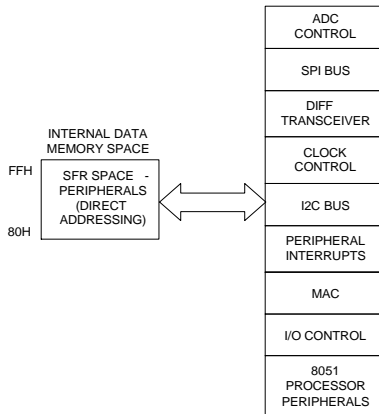 INTERNAL DATA
MEMORY SPACE
FFH
SFR SPACE -
PERIPHERALS
(DIRECT
ADDRESSING)
80H
ADC
CONTROL
SPI BUS
DIFF
TRANSCEIVER
CLOCK
CONTROL
I2C BUS
PERIPHERAL
INTERRUPTS
MAC
I/O CONTROL
8051
PROCESSOR
PERIPHERALS